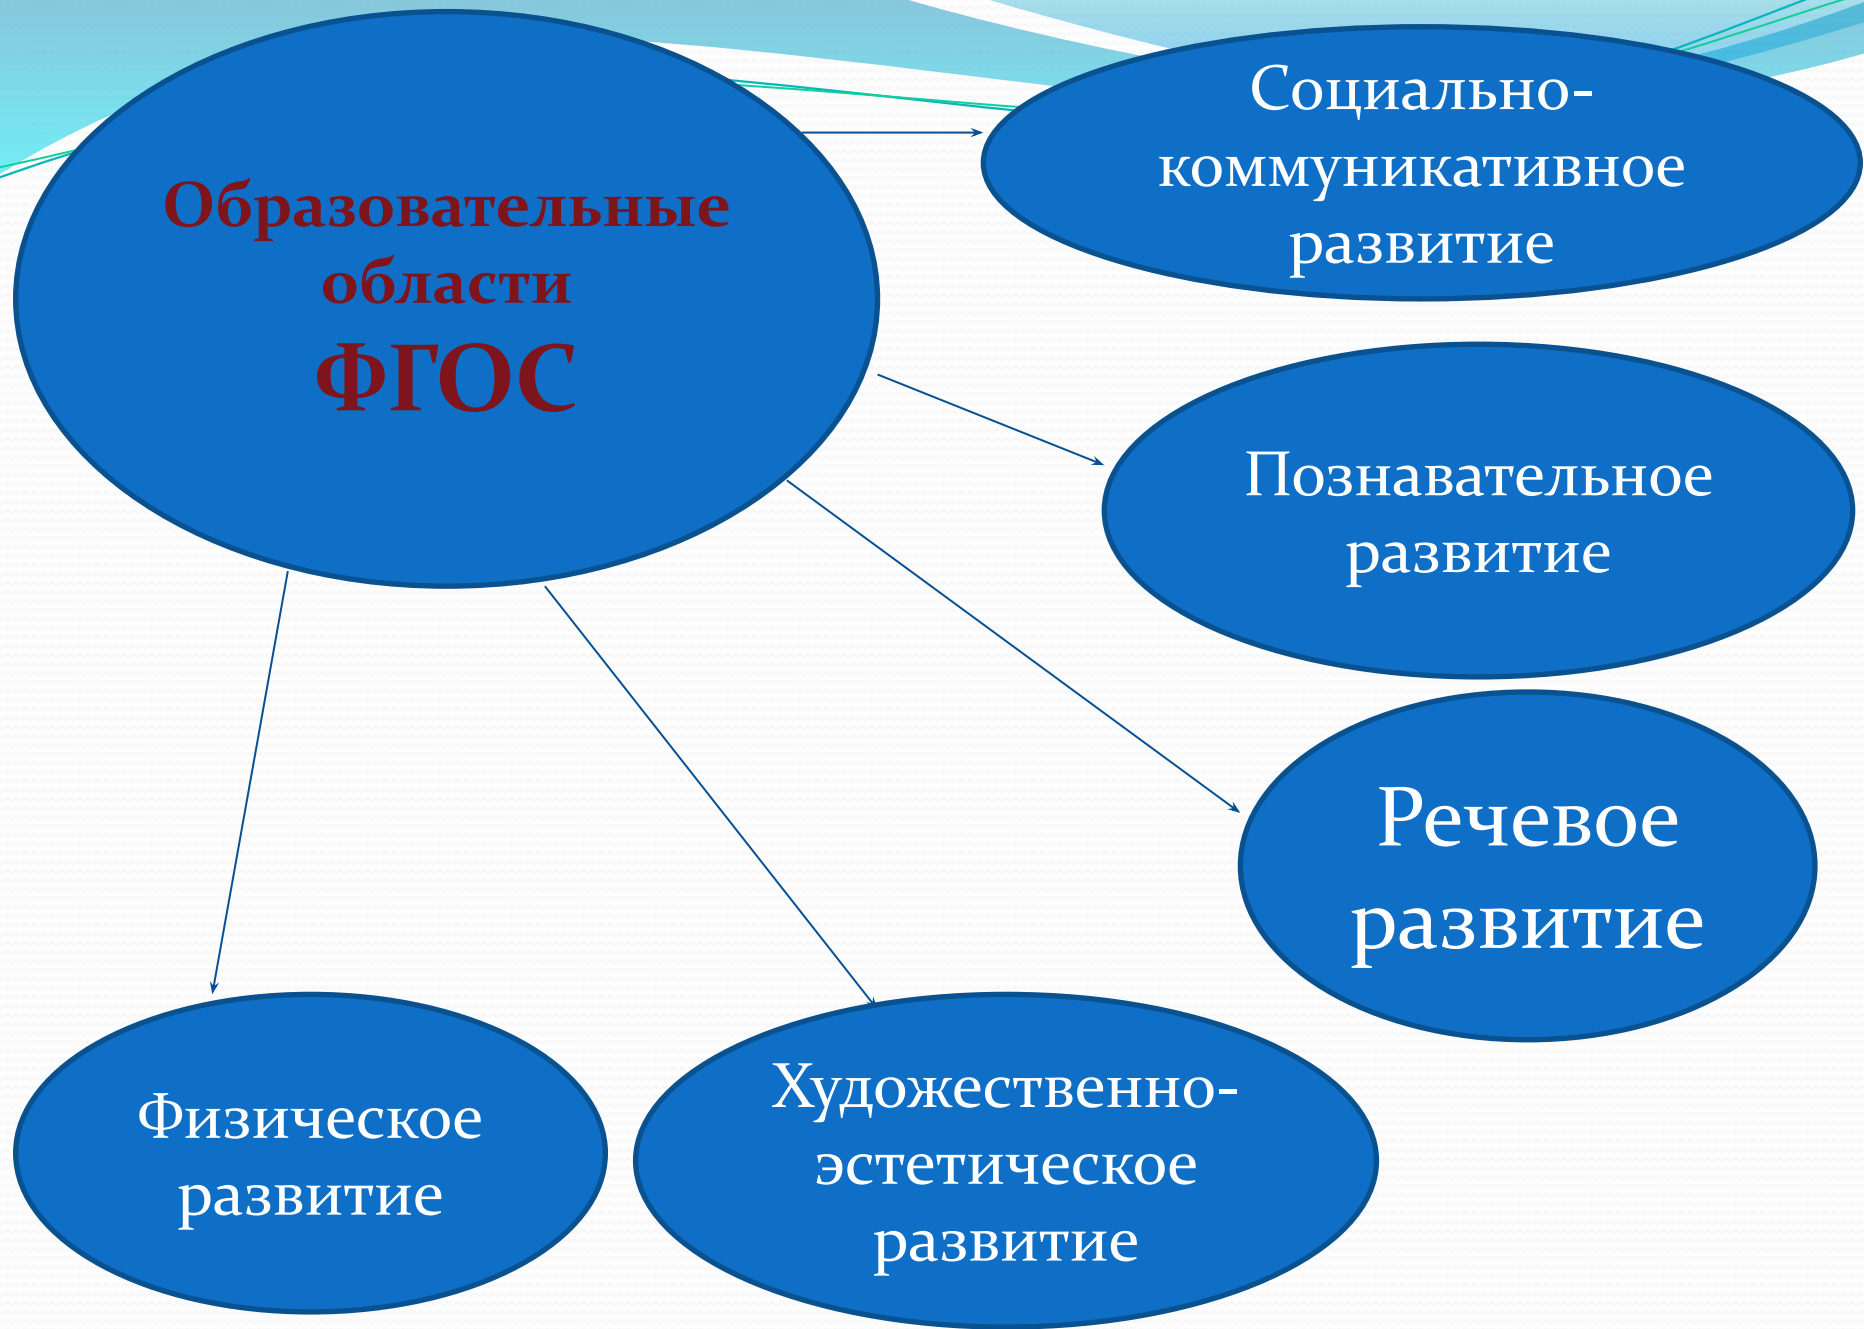 Образовательные
области
ФГОС
Социально-
коммуникативное
развитие
Познавательное
развитие
Речевое
развитие
Художественно-
эстетическое
развитие
Физическое
развитие